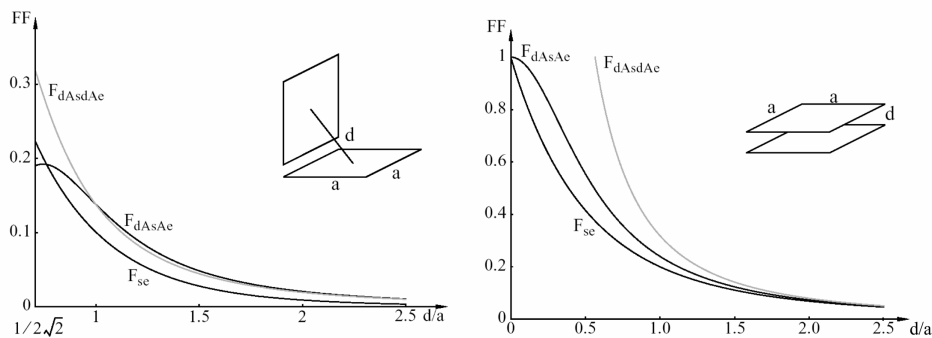 FF
0.3
0.2
0.1
0
F_dAsdAe
F_dAsAe
F_se
d
a a
1/2√2 1 1.5 2 2.5 d/a
FF
1
0.8
0.6
0.4
0.2
0
F_dAsAe
F_dAsdAe
F_se
a a
d
0 0.5 1.0 1.5 2.0 2.5 d/a